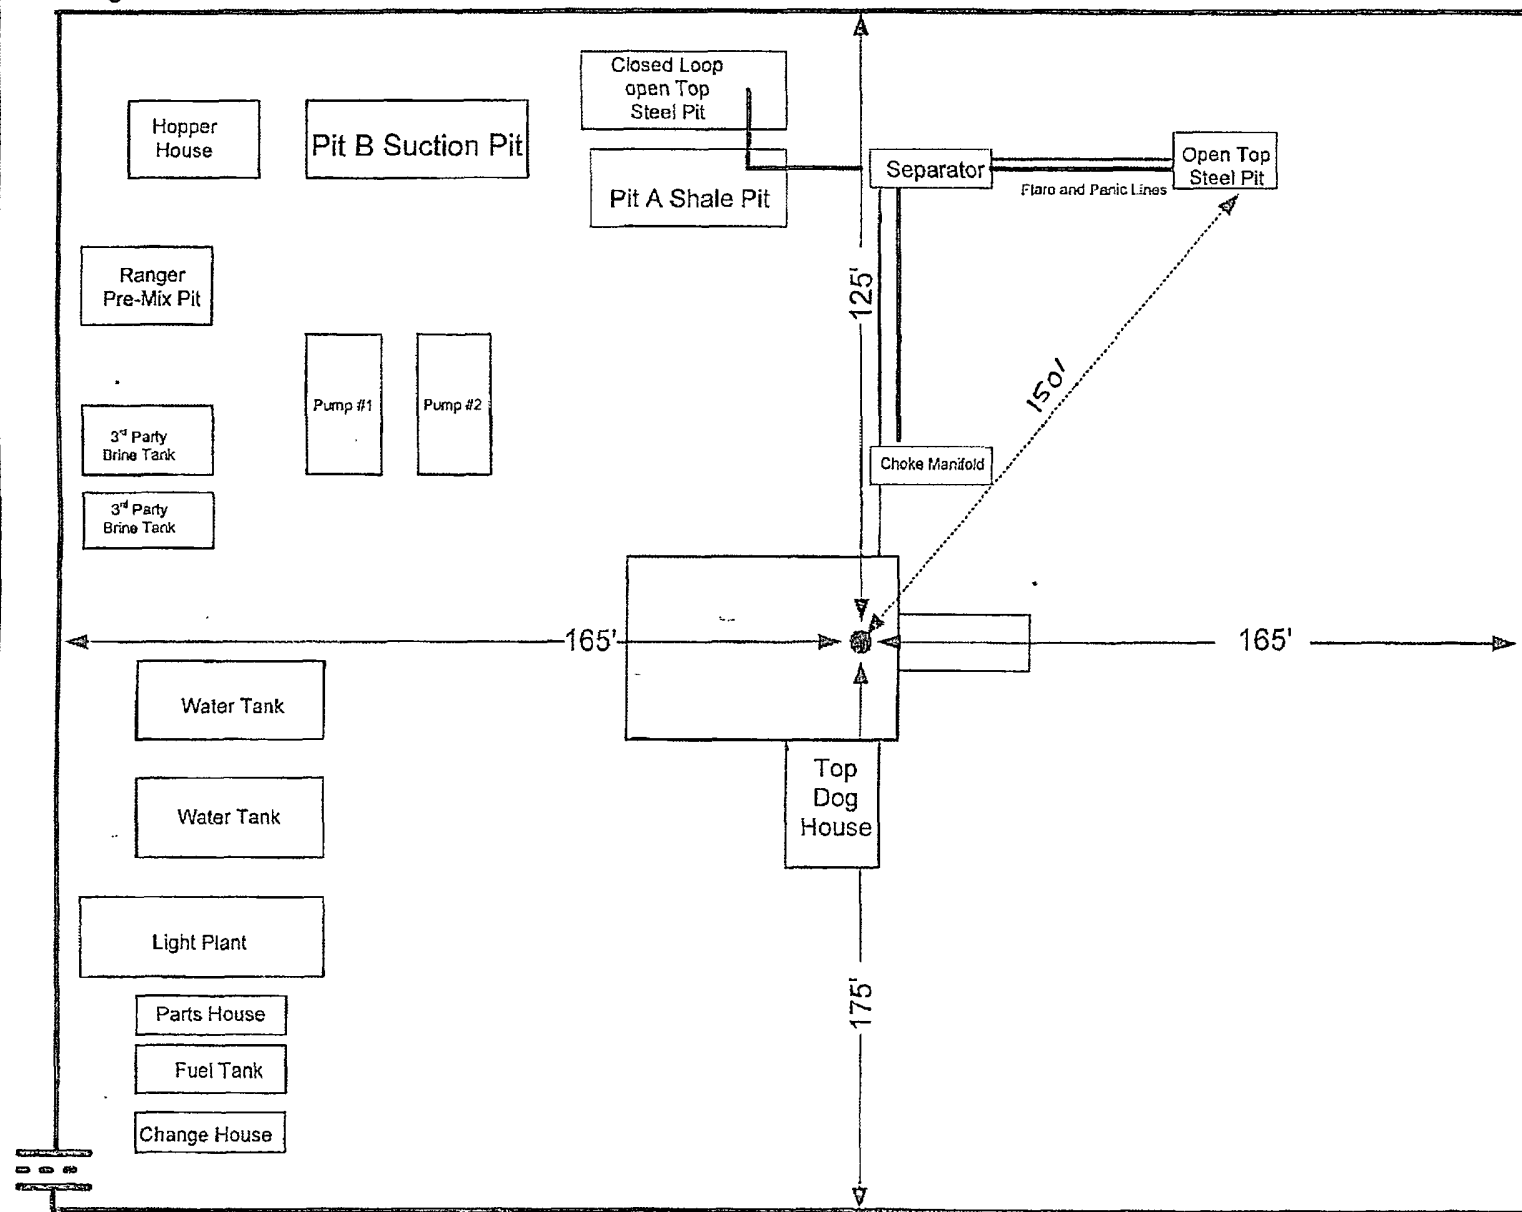 Closed Loop
open Top
Steel Pit
Hopper
House
Pit B Suction Pit
Pit A Shale Pit
Separator
Open Top
Steel Pit
Flare and Panic Lines
Ranger
Pre-Mix Pit
125'
150'
Pump #1
Pump #2
3rd Party
Brine Tank
Choke Manifold
3rd Party
Brine Tank
165'
165'
Water Tank
Top
Dog
House
Water Tank
Light Plant
175'
Parts House
Fuel Tank
Change House